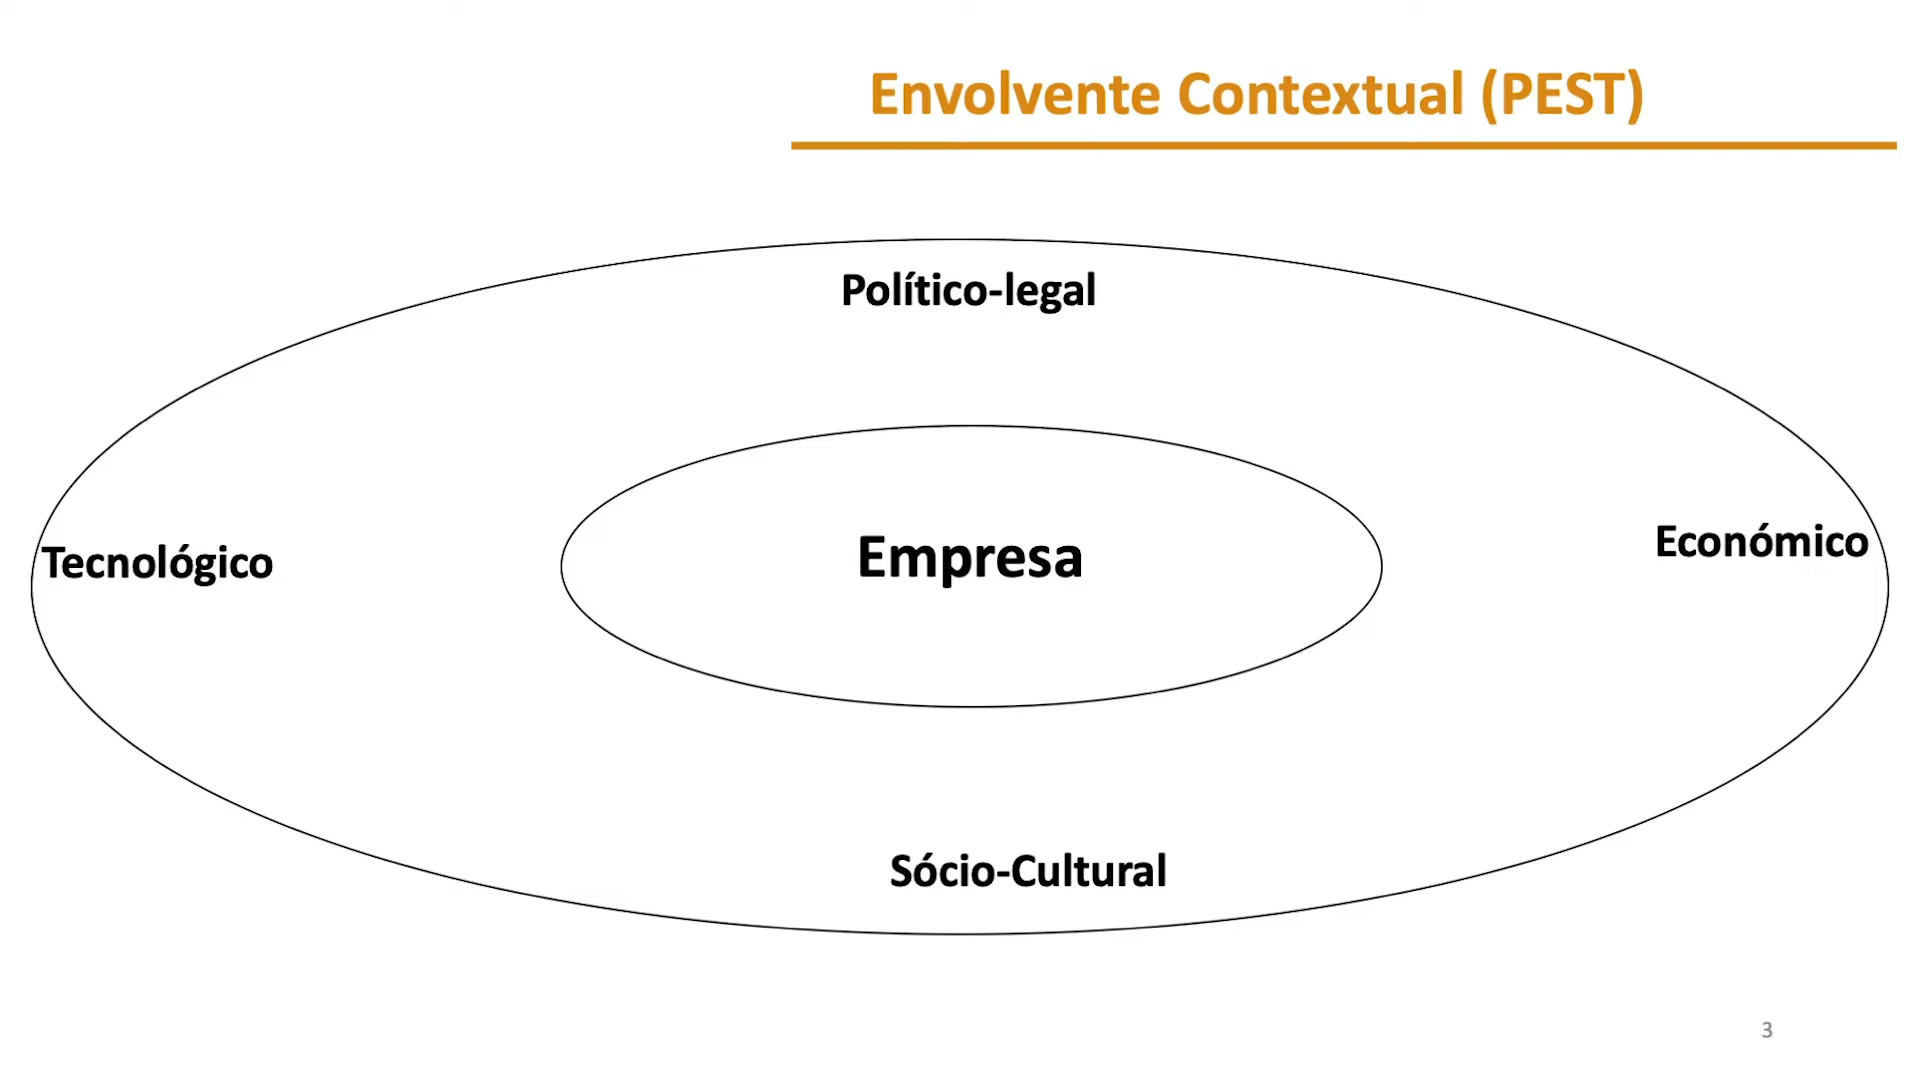 Envolvente Contextual (PEST)
Político-legal
Tecnológico
Empresa
Económico
Sócio-Cultural
3